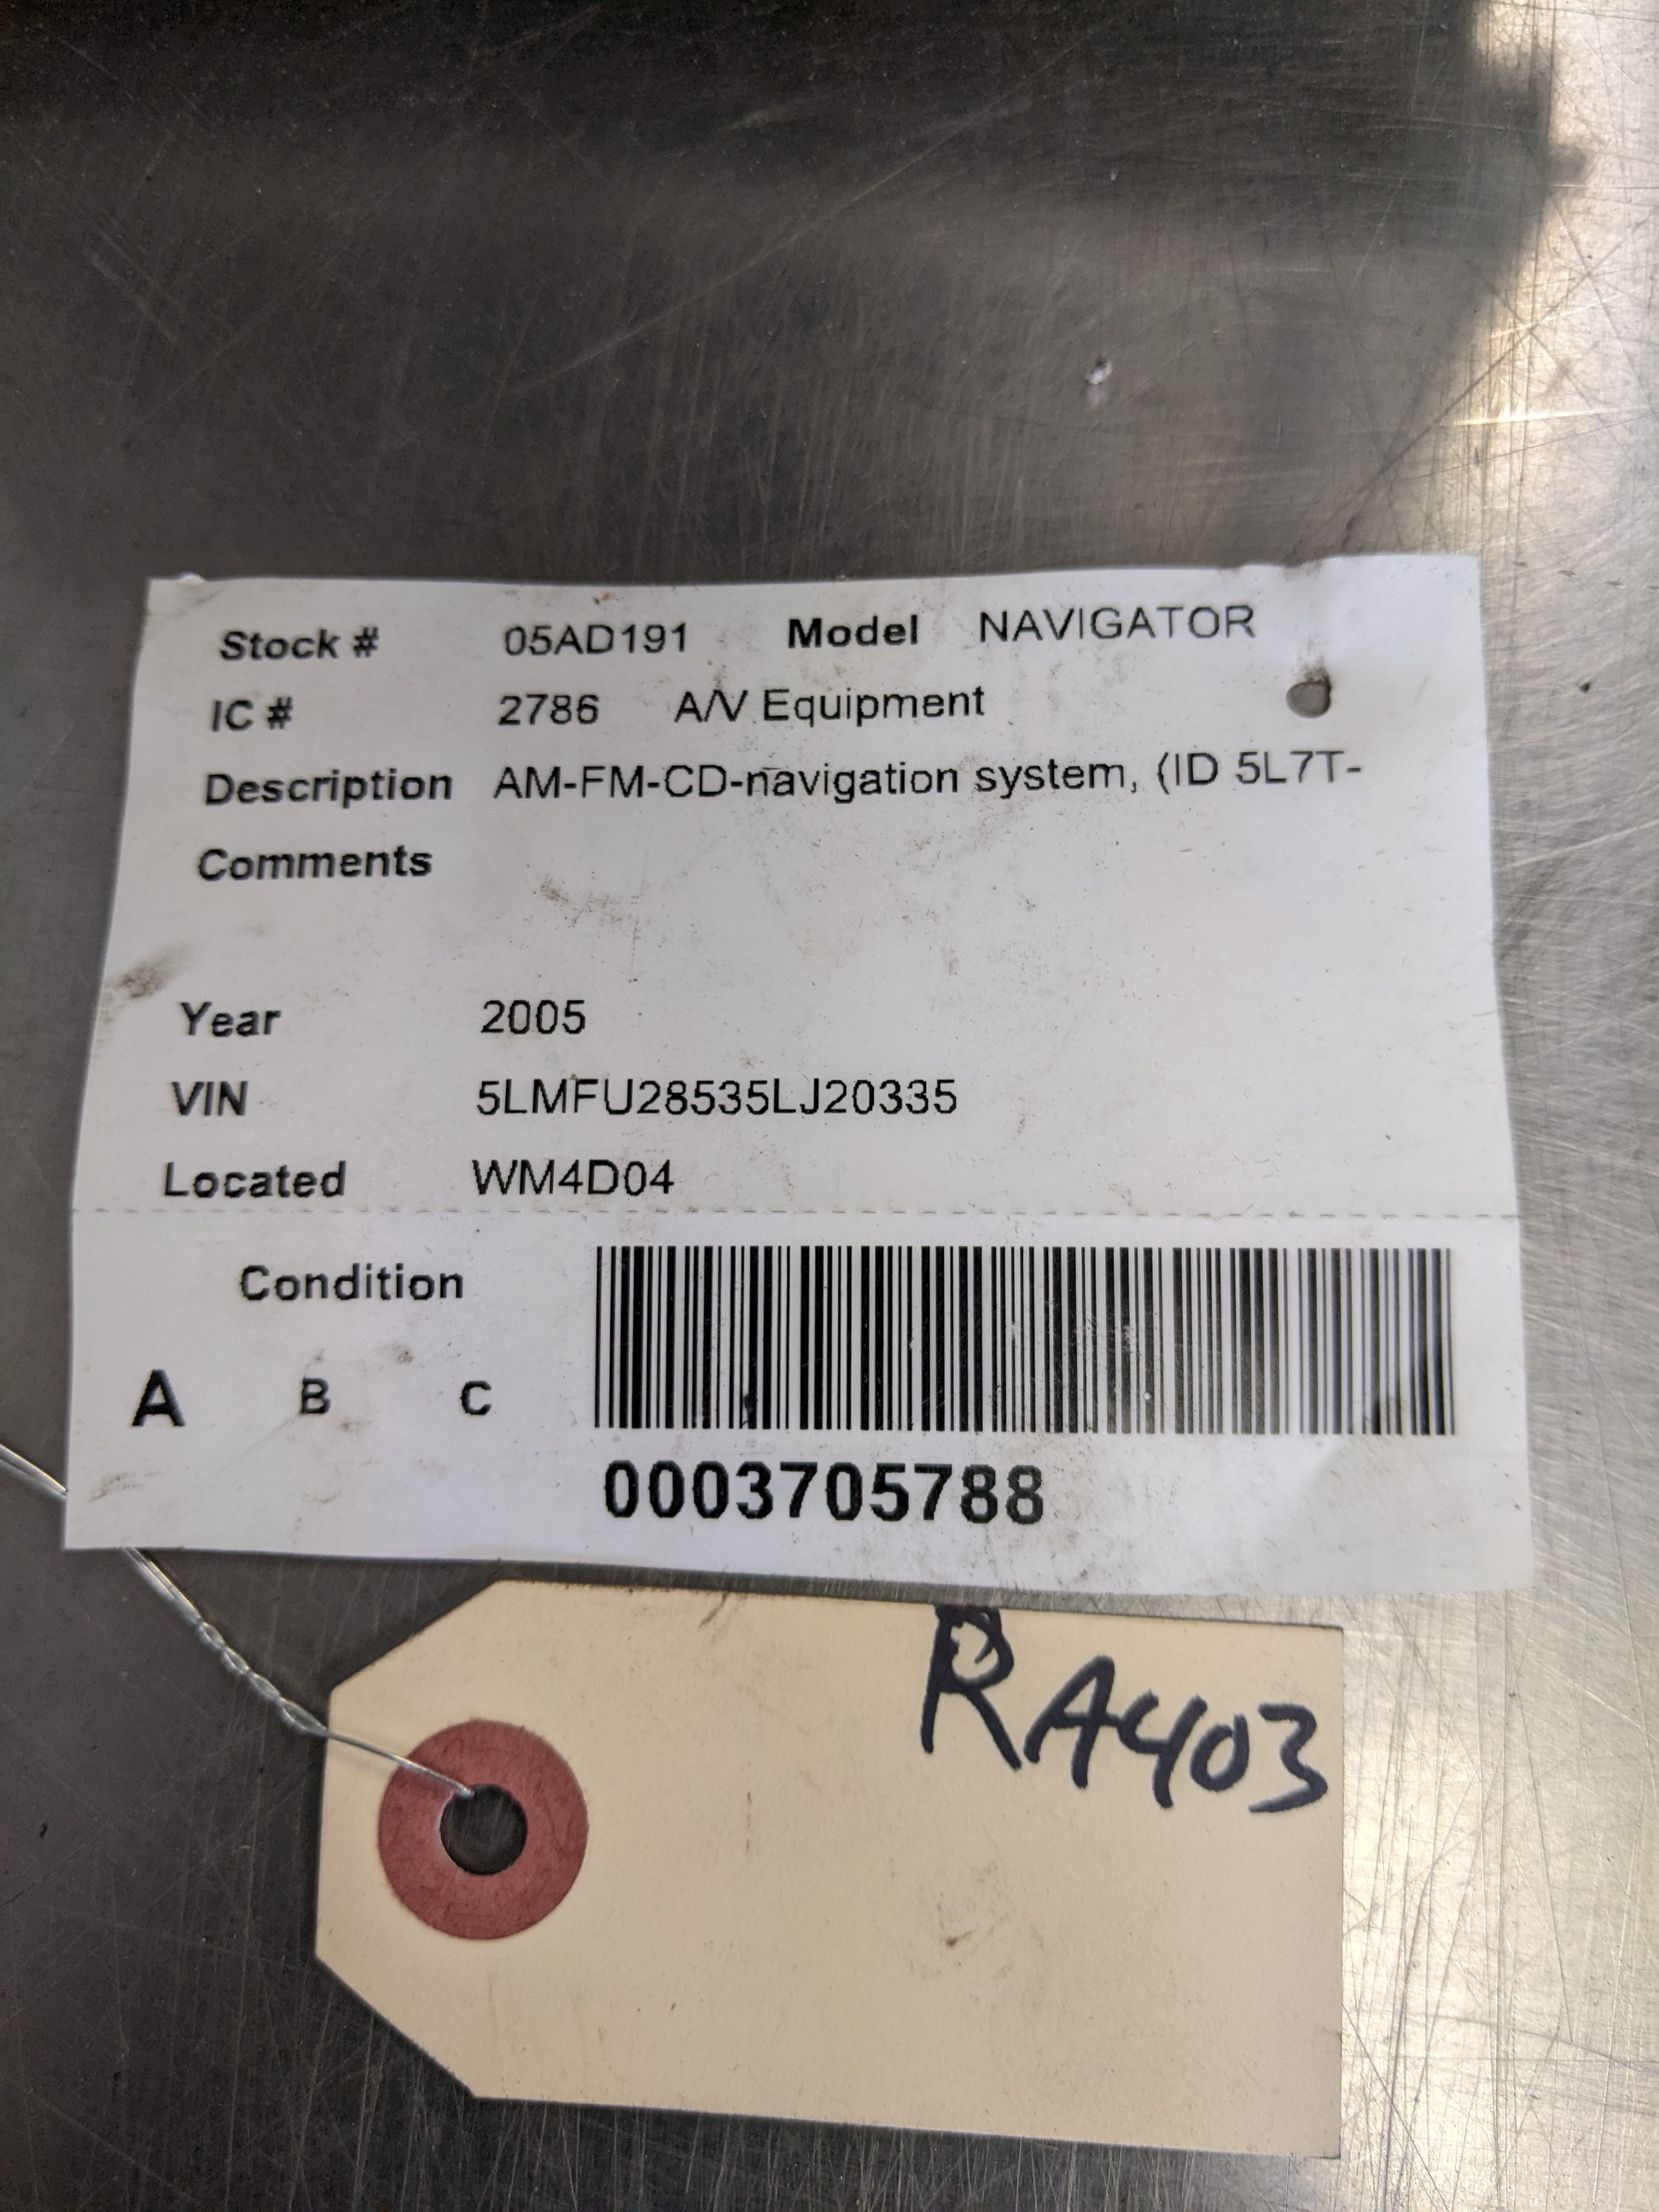 Stock # 05AD191 Model NAVIGATOR
IC # 2786 A/V Equipment
Description AM-FM-CD-navigation system, (ID 5L7T-
Comments
Year 2005
VIN 5LMFU28535LJ20335
Located WM4D04
Condition
A B C
0003705788
RA403